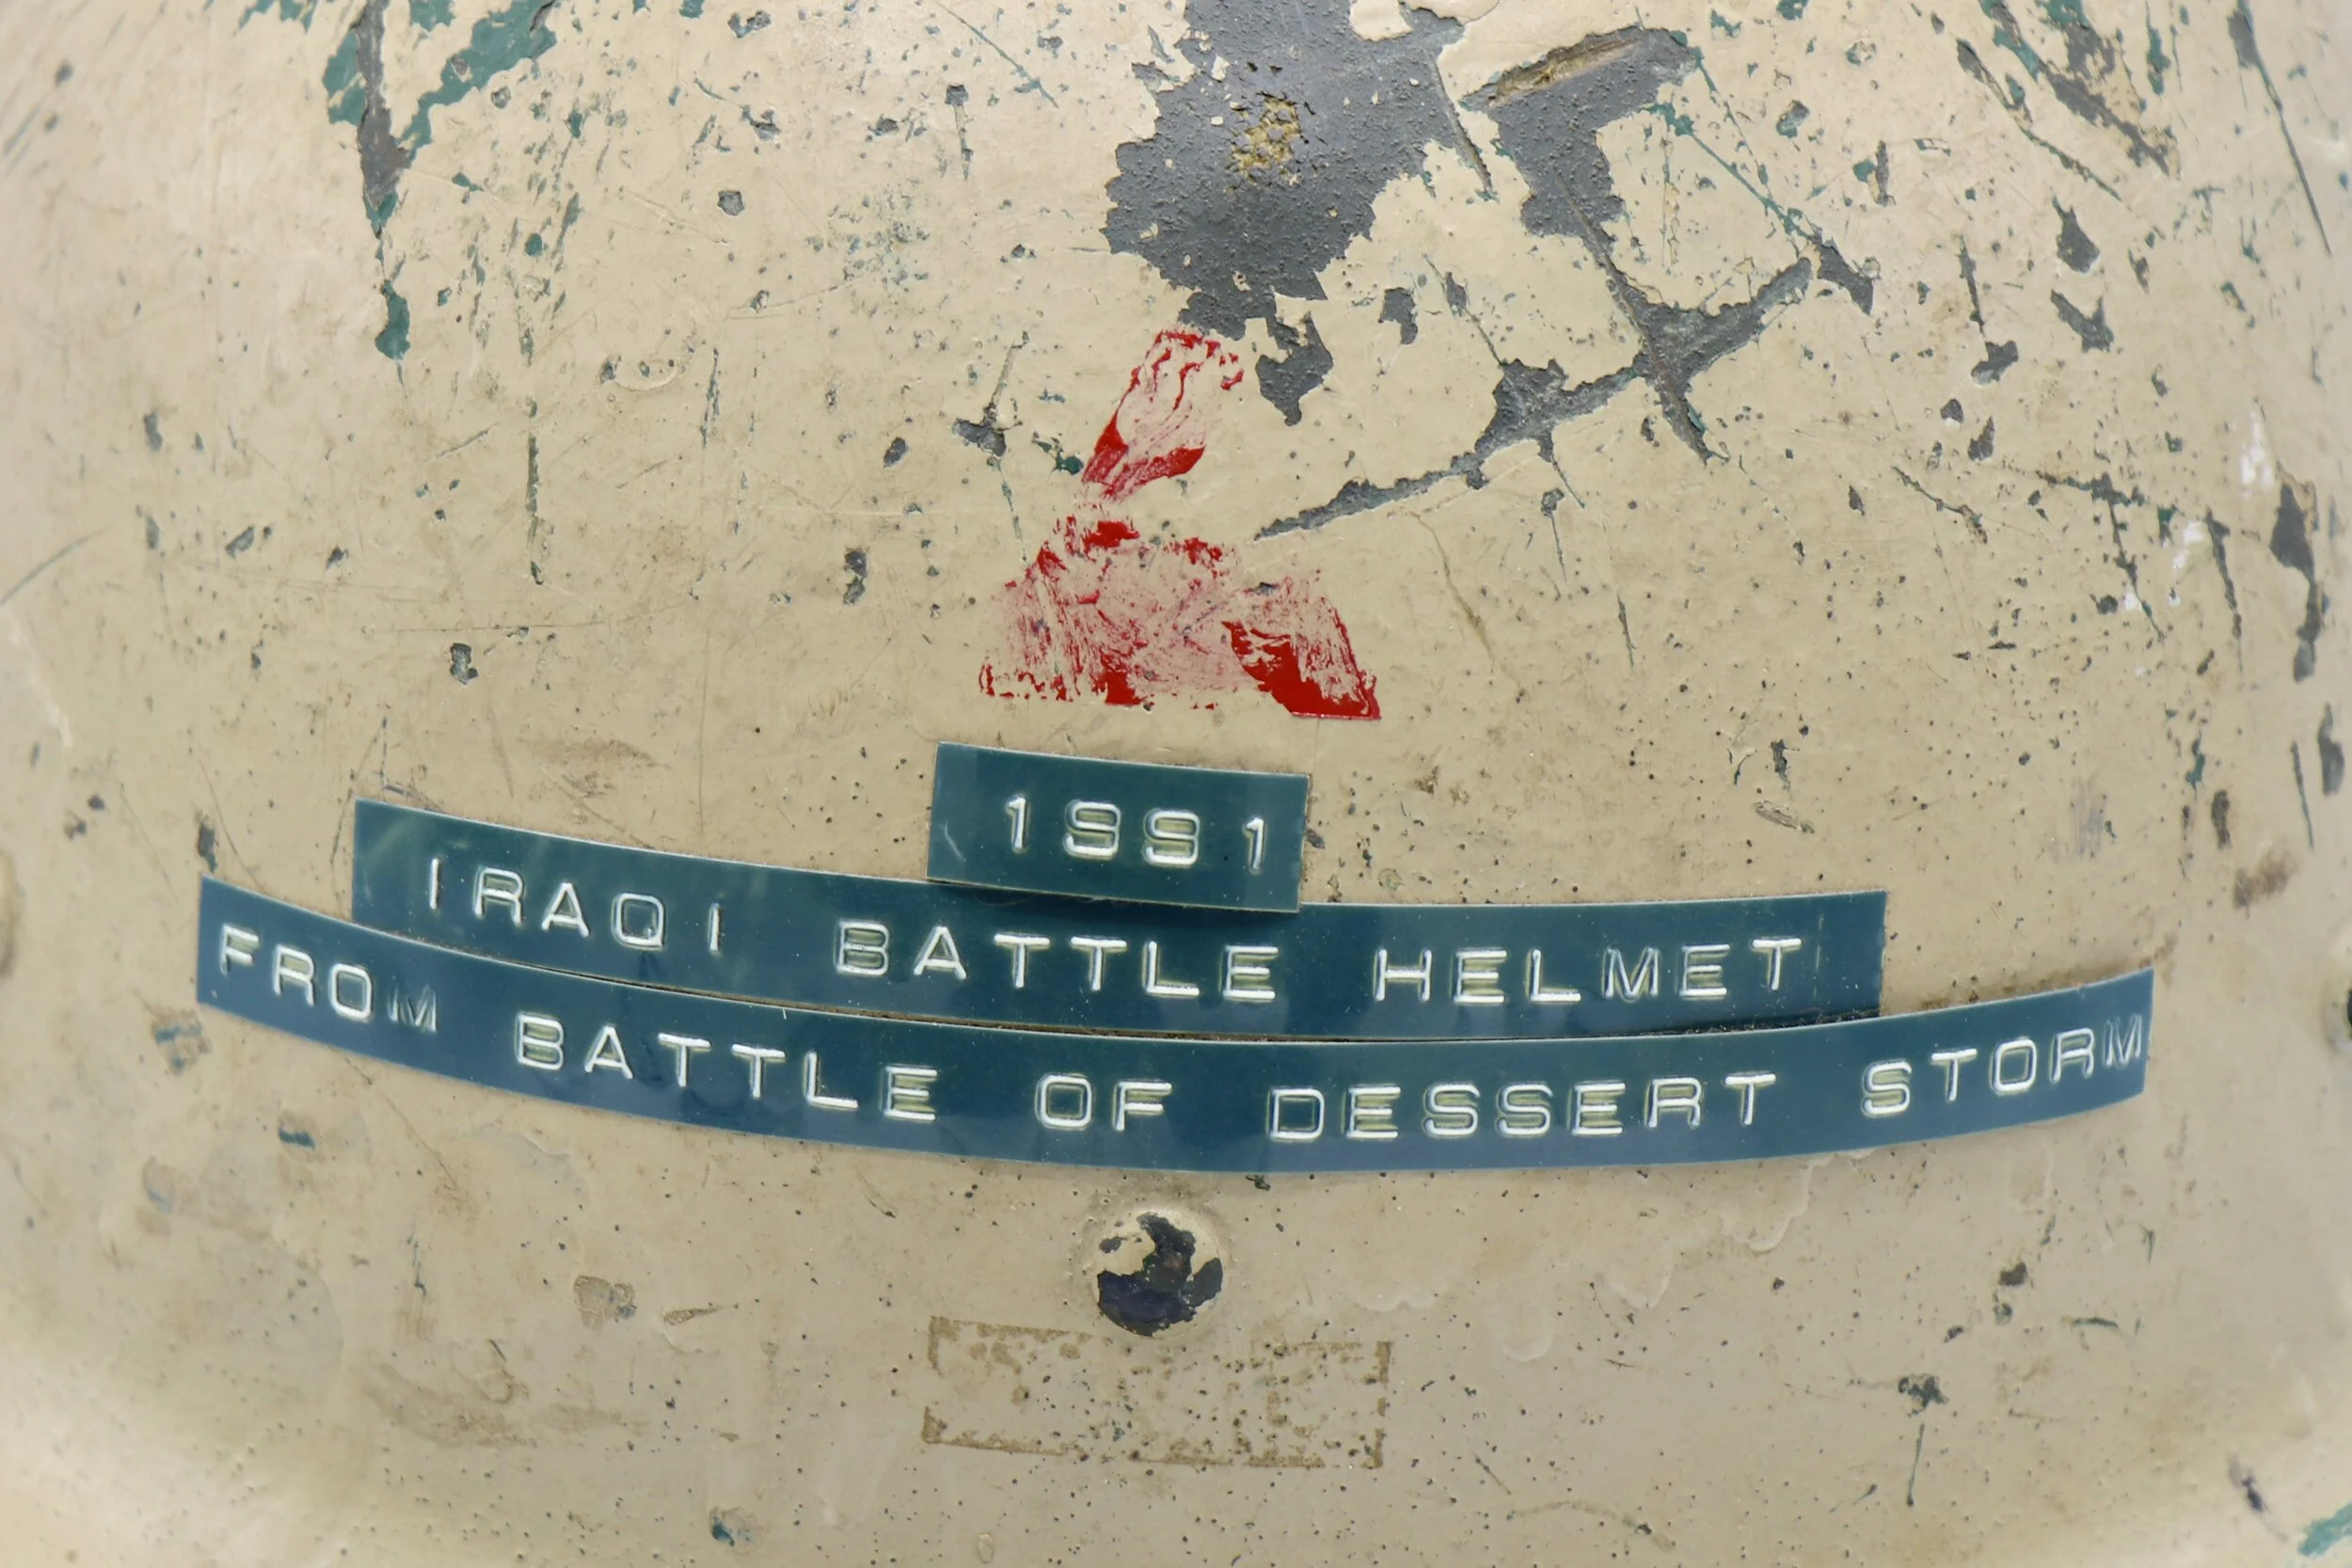 1991
IRAQI BATTLE HELMET
FROM BATTLE OF DESSERT STORM